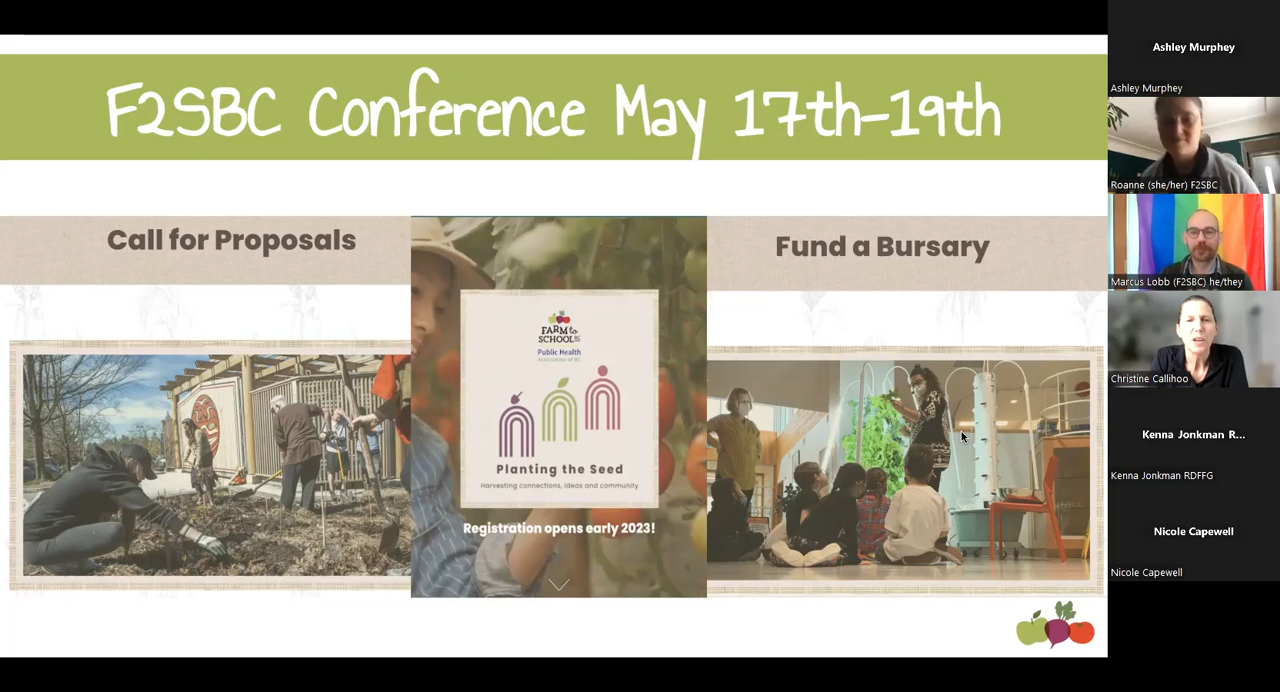 F2SBC Conference May 17th-19th
Call for Proposals
FARM to
SCHOOL BC
Public Health
Association of BC
Planting the Seed
Harvesting connections, ideas and community
Registration opens early 2023!
Fund a Bursary
Ashley Murphey
Ashley Murphey
Roanne (she/her) F2SBC
Marcus Lobb (F2SBC) he/they
Christine Callihoo
Kenna Jonkman R...
Kenna Jonkman RDFFG
Nicole Capewell
Nicole Capewell